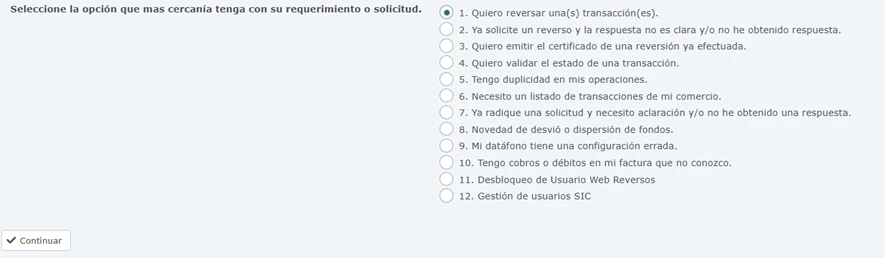 Seleccione la opción que mas cercanía tenga con su requerimiento o solicitud.
1. Quiero reversar una(s) transacción(es).
2. Ya solicite un reverso y la respuesta no es clara y/o no he obtenido respuesta.
3. Quiero emitir el certificado de una reversión ya efectuada.
4. Quiero validar el estado de una transacción.
5. Tengo duplicidad en mis operaciones.
6. Necesito un listado de transacciones de mi comercio.
7. Ya radique una solicitud y necesito aclaración y/o no he obtenido una respuesta.
8. Novedad de desvió o dispersión de fondos.
9. Mi datáfono tiene una configuración errada.
10. Tengo cobros o débitos en mi factura que no conozco.
11. Desbloqueo de Usuario Web Reversos
12. Gestión de usuarios SIC
Continuar